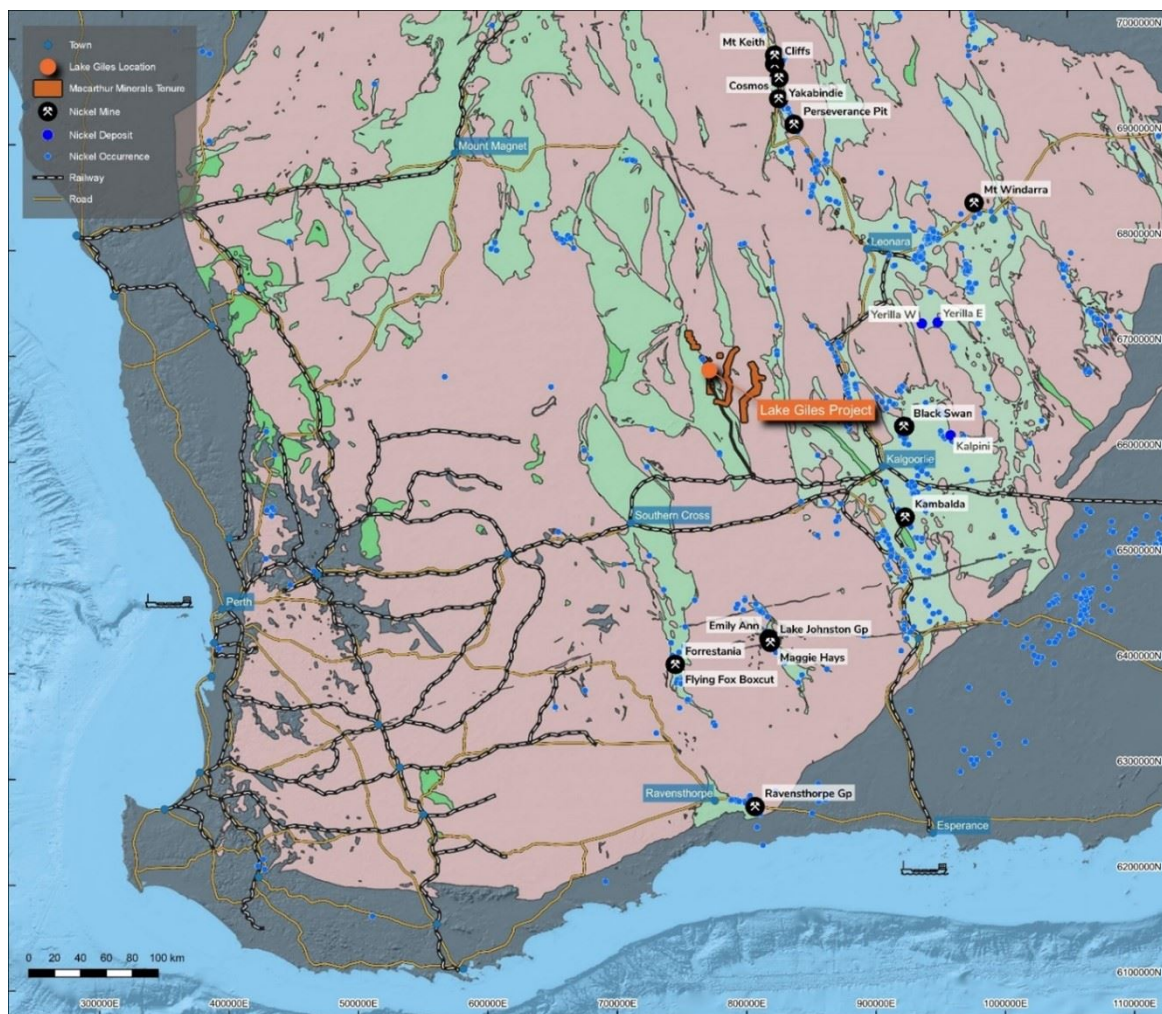 Town
Lake Giles Location
Macarthur Minerals Tenure
Nickel Mine
Nickel Deposit
Nickel Occurrence
Railway
Road
7000000N
Mt Keith
Cliffs
Cosmos
Yakabindie
Perseverance Pit
6900000N
Mount Magnet
Mt Windarra
6800000N
Leonara
Yerilla W
Yerilla E
6700000N
Lake Giles Project
Black Swan
Kalpini
6600000N
Kalgoorlie
Southern Cross
Kambalda
6500000N
Perth
Emily Ann
Lake Johnston Gp
Forrestania
Maggie Hays
6400000N
Flying Fox Boxcut
6300000N
Ravensthorpe
Ravensthorpe Gp
Esperance
6200000N
0 20 40 60 80 100 km
6100000N
300000E 400000E 500000E 600000E 700000E 800000E 900000E 1000000E 1100000E